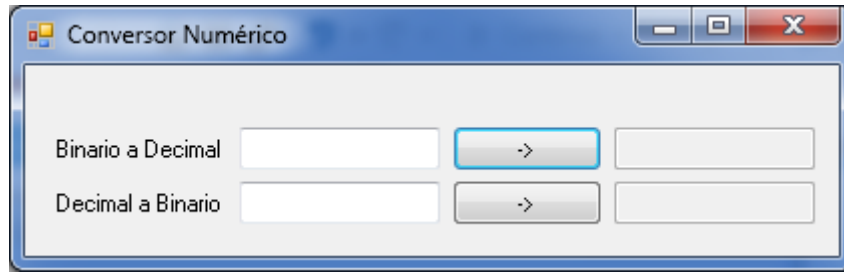 Conversor Numérico
Binario a Decimal ->
Decimal a Binario ->